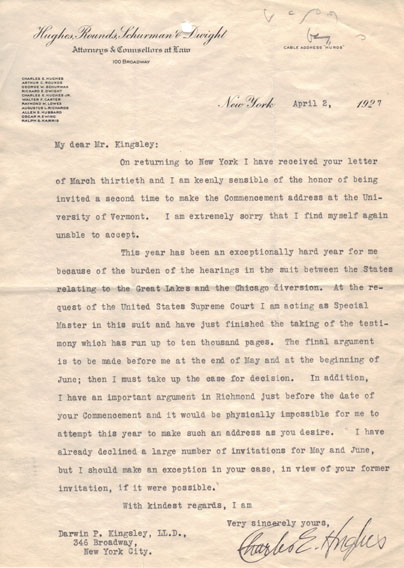 Hughes, Rounds, Schurman & Dwight
Attorneys & Counsellors at Law
100 BROADWAY
CABLE ADDRESS "HURDS"
CHARLES E. HUGHES
ARTHUR C. ROUNDS
GEORGE W. SCHURMAN
RICHARD E. DWIGHT
CHARLES E. HUGHES JR.
WALTER F. CARTER
RAYMOND M. LOWES
AUGUSTUS L. RICHARDS
ALLEN S. HUBBARD
OSCAR R. EWING
RALPH S. HARRIS
New York April 2, 1927
My dear Mr. Kingsley:
On returning to New York I have received your letter
of March thirtieth and I am keenly sensible of the honor of being
invited a second time to make the Commencement address at the Uni-
versity of Vermont. I am extremely sorry that I find myself again
unable to accept.
This year has been an exceptionally hard year for me
because of the burden of the hearings in the suit between the States
relating to the Great Lakes and the Chicago diversion. At the re-
quest of the United States Supreme Court I am acting as Special
Master in this suit and have just finished the taking of the testi-
mony which has run up to ten thousand pages. The final argument
is to be made before me at the end of May and at the beginning of
June; then I must take up the case for decision. In addition,
I have an important argument in Richmond just before the date of
your Commencement and it would be physically impossible for me to
attempt this year to make such an address as you desire. I have
already declined a large number of invitations for May and June,
but I should make an exception in your case, in view of your former
invitation, if it were possible.
With kindest regards, I am
Very sincerely yours,
Charles E. Hughes
Darwin P. Kingsley, LL.D.,
346 Broadway,
New York City.